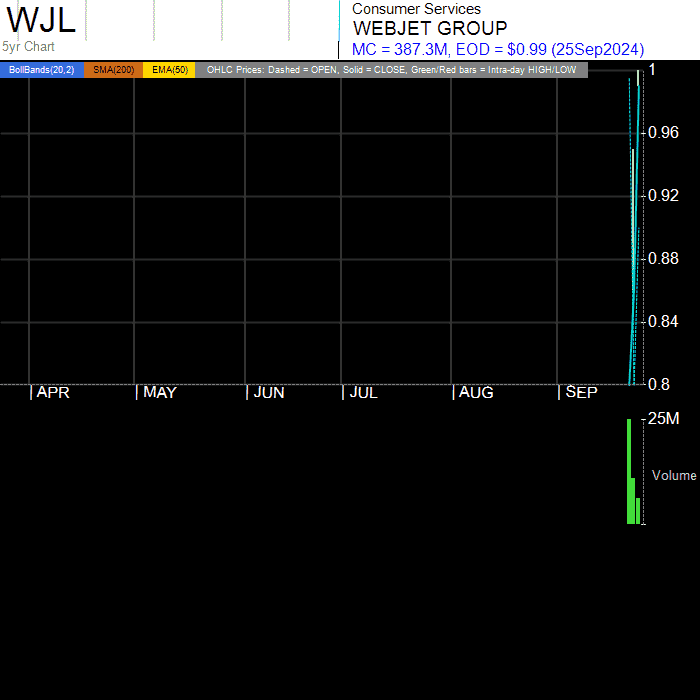 WJL
5yr Chart
Consumer Services
WEBJET GROUP
MC = 387.3M, EOD = $0.99 (25Sep2024)
BollBands(20,2) SMA(200) EMA(50) OHLC Prices: Dashed = OPEN, Solid = CLOSE, Green/Red bars = Intra-day HIGH/LOW
1
0.96
0.92
0.88
0.84
0.8
APR MAY JUN JUL AUG SEP
25M
Volume